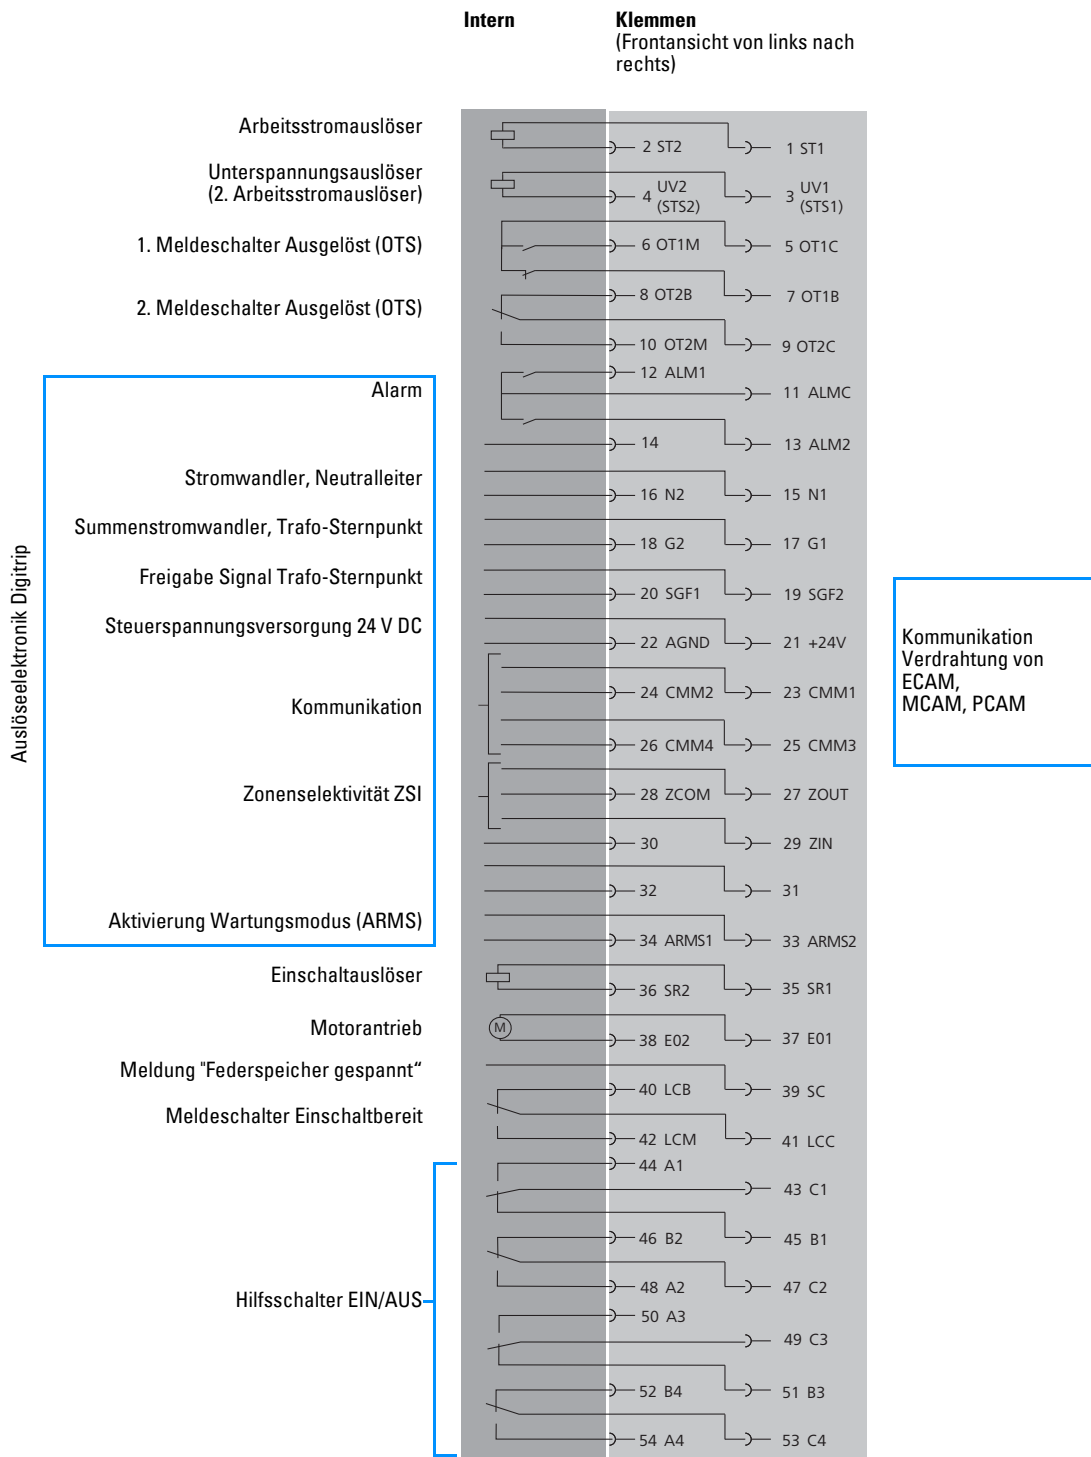 Intern
Klemmen
(Frontansicht von links nach
rechts)
Arbeitsstromauslöser
2 ST2
1 ST1
Unterspannungsauslöser
(2. Arbeitsstromauslöser)
4 UV2
(STS2)
3 UV1
(STS1)
1. Meldeschalter Ausgelöst (OTS)
6 OT1M
5 OT1C
2. Meldeschalter Ausgelöst (OTS)
8 OT2B
7 OT1B
10 OT2M
9 OT2C
12 ALM1
Alarm
11 ALMC
14
13 ALM2
Stromwandler, Neutralleiter
16 N2
15 N1
Summenstromwandler, Trafo-Sternpunkt
18 G2
17 G1
Auslöseelektronik Digitrip
Freigabe Signal Trafo-Sternpunkt
20 SGF1
19 SGF2
Steuerspannungsversorgung 24 V DC
22 AGND
21 +24V
Kommunikation
Verdrahtung von
ECAM,
MCAM, PCAM
Kommunikation
24 CMM2
23 CMM1
26 CMM4
25 CMM3
Zonenselektivität ZSI
28 ZCOM
27 ZOUT
30
29 ZIN
32
31
Aktivierung Wartungsmodus (ARMS)
34 ARMS1
33 ARMS2
Einschaltauslöser
36 SR2
35 SR1
Motorantrieb
M
38 E02
37 E01
Meldung "Federspeicher gespannt“
40 LCB
39 SC
Meldeschalter Einschaltbereit
42 LCM
41 LCC
44 A1
43 C1
46 B2
45 B1
48 A2
47 C2
Hilfsschalter EIN/AUS
50 A3
49 C3
52 B4
51 B3
54 A4
53 C4